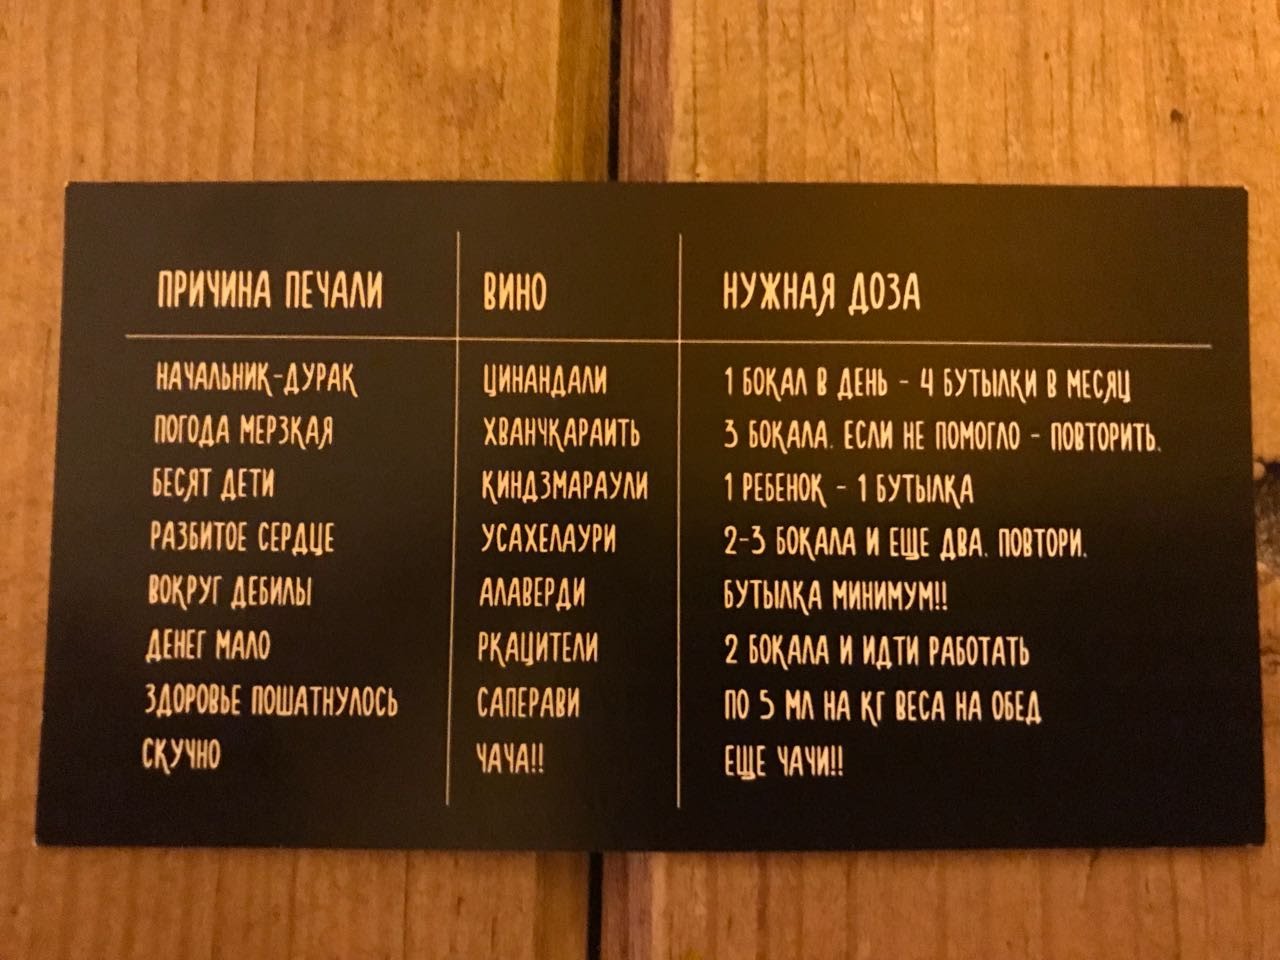 ПРИЧИНА ПЕЧАЛИ ВИНО НУЖНАЯ ДОЗА
НАЧАЛЬНИК-ДУРАК ЦИНАНДАЛИ 1 БОКАЛ В ДЕНЬ - 4 БУТЫЛКИ В МЕСЯЦ
ПОГОДА МЕРЗКАЯ ХВАНЧКАРАИТЬ 3 БОКАЛА. ЕСЛИ НЕ ПОМОГЛО - ПОВТОРИТЬ.
БЕСЯТ ДЕТИ КИНДЗМАРАУЛИ 1 РЕБЕНОК - 1 БУТЫЛКА
РАЗБИТОЕ СЕРДЦЕ УСАХЕЛАУРИ 2-3 БОКАЛА И ЕЩЕ ДВА. ПОВТОРИ.
ВОКРУГ ДЕБИЛЫ АЛАВЕРДИ БУТЫЛКА МИНИМУМ!!
ДЕНЕГ МАЛО РКАЦИТЕЛИ 2 БОКАЛА И ИДТИ РАБОТАТЬ
ЗДОРОВЬЕ ПОШАТНУЛОСЬ САПЕРАВИ ПО 5 МЛ НА КГ ВЕСА НА ОБЕД
СКУЧНО ЧАЧА!! ЕЩЕ ЧАЧИ!!